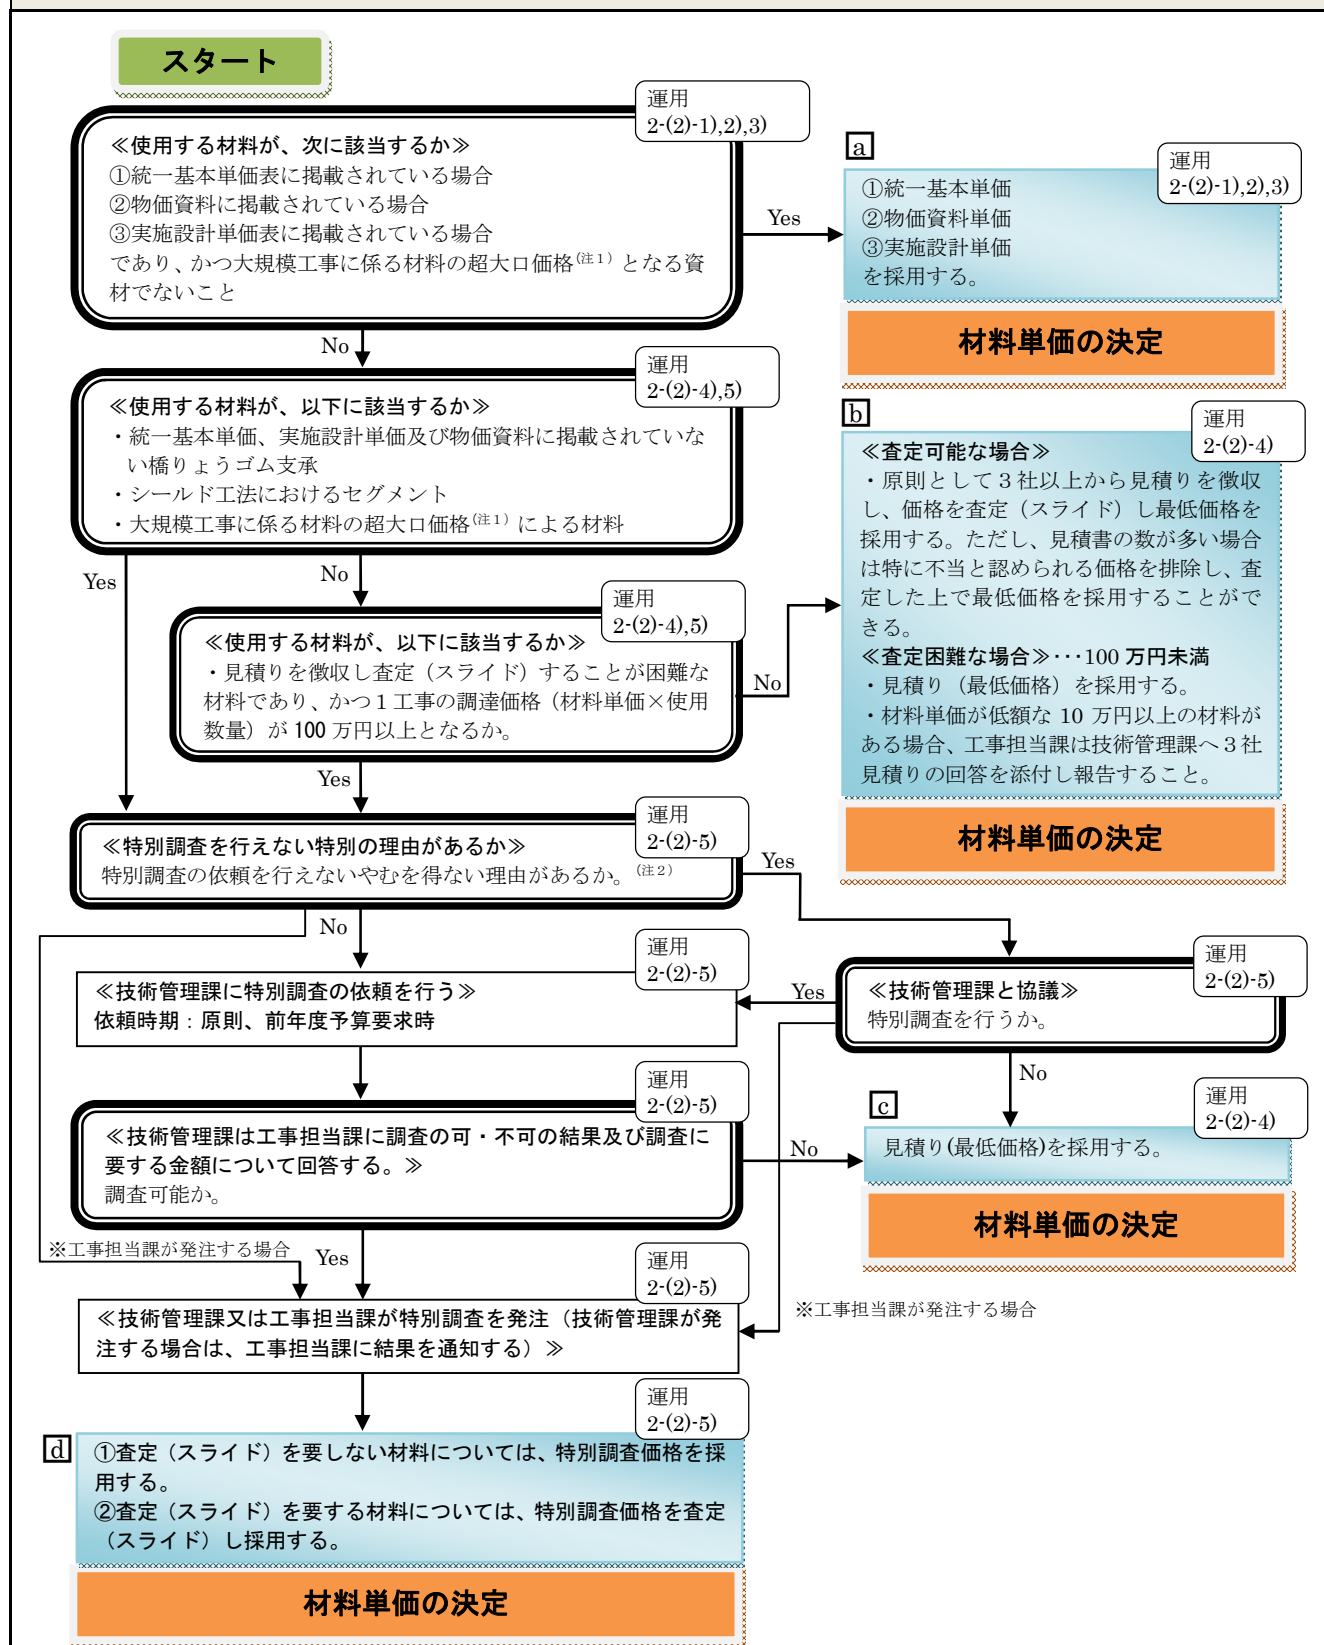 スタート
運用
2-(2)-1),2),3)
≪使用する材料が、次に該当するか≫
①統一基本単価表に掲載されている場合
②物価資料に掲載されている場合
③実施設計単価表に掲載されている場合
であり、かつ大規模工事に係る材料の超大口価格(注1)となる資
材でないこと
Yes
a
運用
2-(2)-1),2),3)
①統一基本単価
②物価資料単価
③実施設計単価
を採用する。
材料単価の決定
No
運用
2-(2)-4),5)
≪使用する材料が、以下に該当するか≫
・統一基本単価、実施設計単価及び物価資料に掲載されていな
い橋りょうゴム支承
・シールド工法におけるセグメント
・大規模工事に係る材料の超大口価格(注1)による材料
b
運用
2-(2)-4)
≪査定可能な場合≫
・原則として３社以上から見積りを徴収
し、価格を査定（スライド）し最低価格を
採用する。ただし、見積書の数が多い場合
は特に不当と認められる価格を排除し、査
定した上で最低価格を採用することがで
きる。
≪査定困難な場合≫･･･100 万円未満
・見積り（最低価格）を採用する。
・材料単価が低額な 10 万円以上の材料が
ある場合、工事担当課は技術管理課へ３社
見積りの回答を添付し報告すること。
材料単価の決定
Yes
No
運用
2-(2)-4),5)
≪使用する材料が、以下に該当するか≫
・見積りを徴収し査定（スライド）することが困難な
材料であり、かつ１工事の調達価格（材料単価×使用
数量）が 100 万円以上となるか。
No
Yes
運用
2-(2)-5)
≪特別調査を行えない特別の理由があるか≫
特別調査の依頼を行えないやむを得ない理由があるか。(注2)
Yes
No
運用
2-(2)-5)
≪技術管理課に特別調査の依頼を行う≫
依頼時期：原則、前年度予算要求時
Yes
運用
2-(2)-5)
≪技術管理課と協議≫
特別調査を行うか。
No
運用
2-(2)-5)
≪技術管理課は工事担当課に調査の可・不可の結果及び調査に
要する金額について回答する。≫
調査可能か。
No
c
運用
2-(2)-4)
見積り(最低価格)を採用する。
材料単価の決定
※工事担当課が発注する場合
Yes
運用
2-(2)-5)
≪技術管理課又は工事担当課が特別調査を発注（技術管理課が発
注する場合は、工事担当課に結果を通知する）≫
※工事担当課が発注する場合
運用
2-(2)-5)
d
①査定（スライド）を要しない材料については、特別調査価格を採
用する。
②査定（スライド）を要する材料については、特別調査価格を査定
（スライド）し採用する。
材料単価の決定